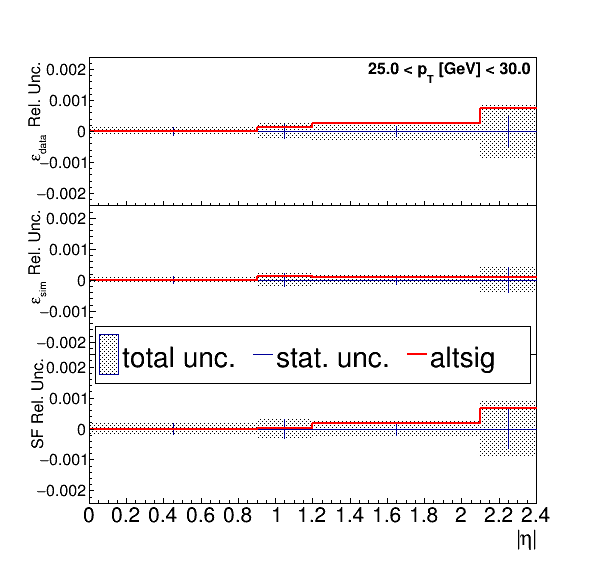 25.0 < p_T [GeV] < 30.0
ε_data Rel. Unc.
0.002
0.001
0
−0.001
−0.002
ε_sim Rel. Unc.
0.002
0.001
0
−0.001
−0.002
total unc. stat. unc. altsig
SF Rel. Unc.
0.002
0.001
0
−0.001
−0.002
0 0.2 0.4 0.6 0.8 1 1.2 1.4 1.6 1.8 2 2.2 2.4
|η|